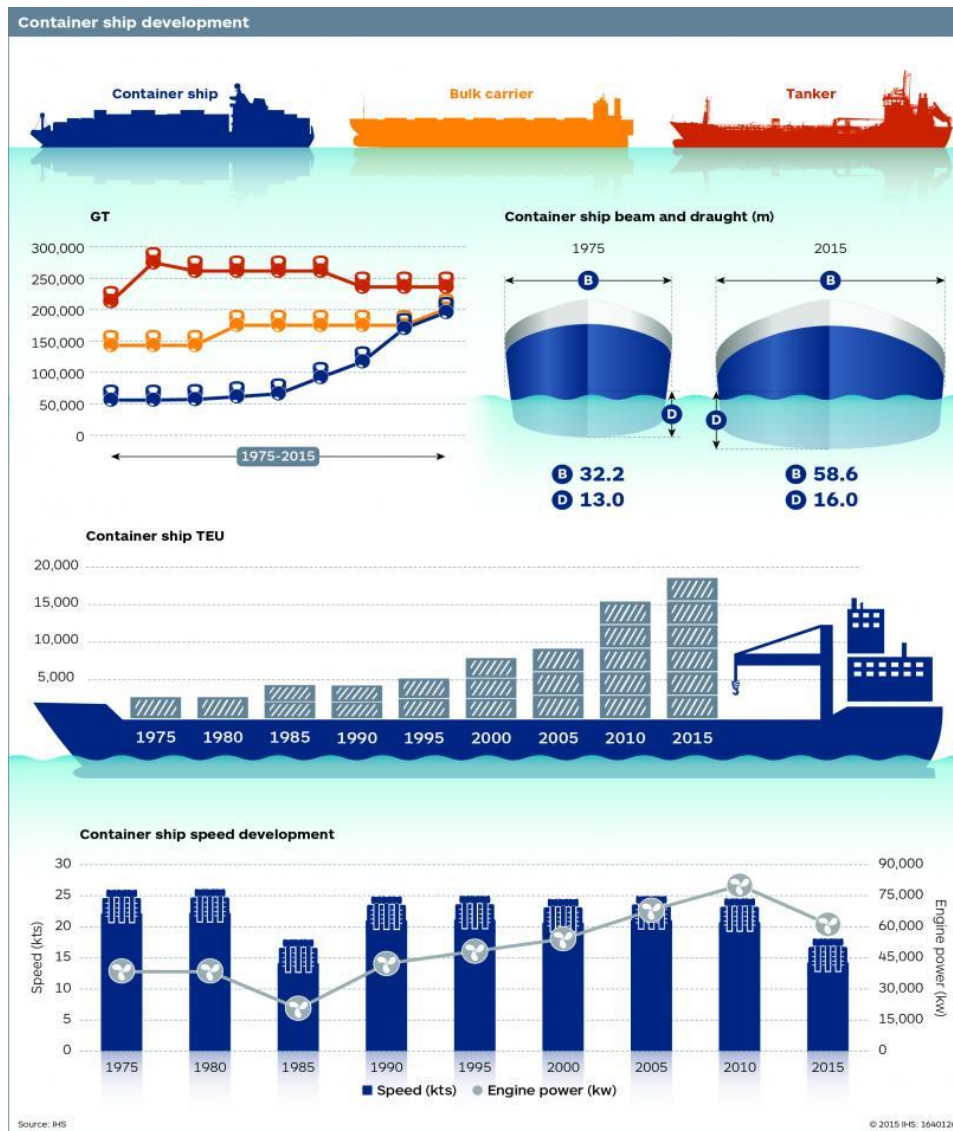 Container ship development
Container ship
Bulk carrier
Tanker
GT
300,000
250,000
200,000
150,000
100,000
50,000
0
1975-2015
Container ship beam and draught (m)
1975
2015
B
B
D
D
B 32.2
D 13.0
B 58.6
D 16.0
Container ship TEU
20,000
15,000
10,000
5,000
1975 1980 1985 1990 1995 2000 2005 2010 2015
Container ship speed development
Speed (kts)
30
25
20
15
10
5
0
90,000
75,000
60,000
45,000
30,000
15,000
0
Engine power (kw)
1975 1980 1985 1990 1995 2000 2005 2010 2015
Speed (kts) Engine power (kw)
Source: IHS
© 2015 IHS: 1640126